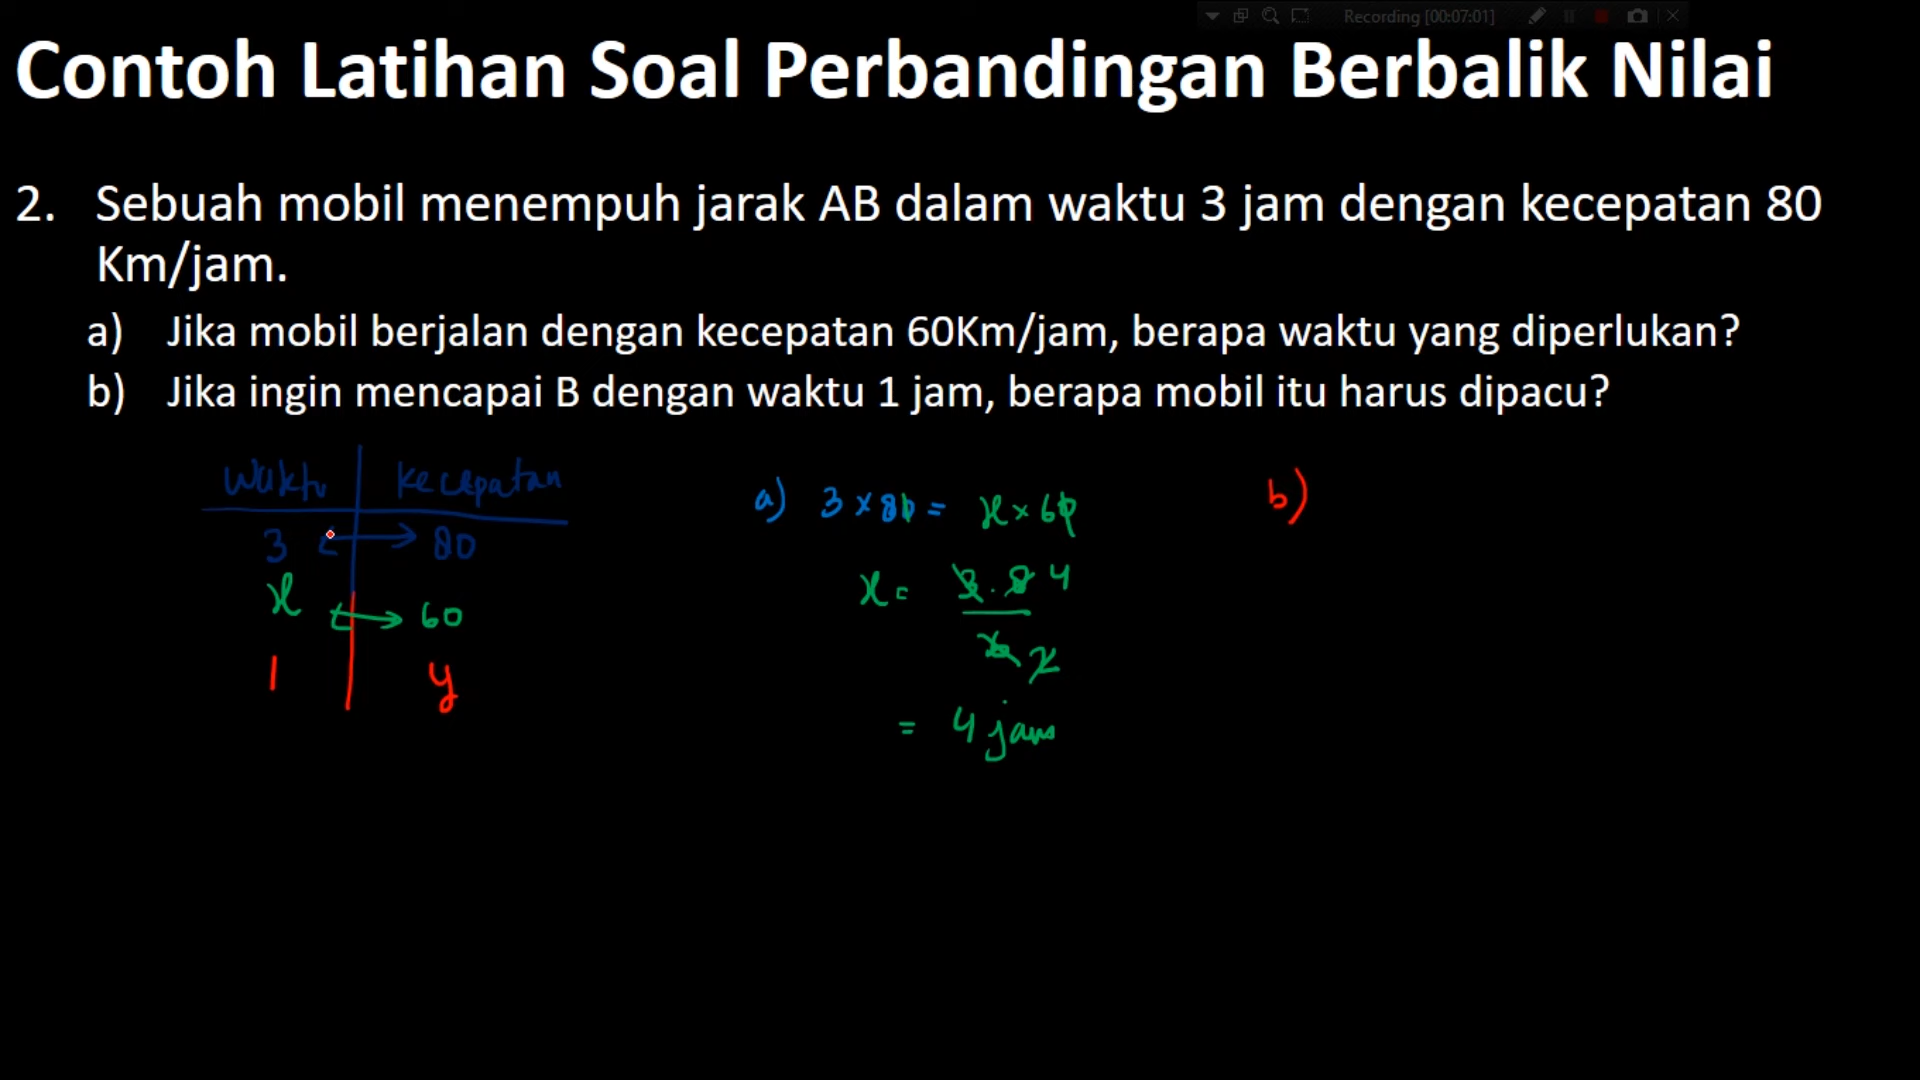 Recording [00:07:01]
Contoh Latihan Soal Perbandingan Berbalik Nilai
2. Sebuah mobil menempuh jarak AB dalam waktu 3 jam dengan kecepatan 80
Km/jam.
a) Jika mobil berjalan dengan kecepatan 60Km/jam, berapa waktu yang diperlukan?
b) Jika ingin mencapai B dengan waktu 1 jam, berapa mobil itu harus dipacu?
Waktu kecepatan
3 80
x 60
1 y
a) 3 × 80 = x × 60
x = 3 . 8 4
6 2
= 4 jam
b)